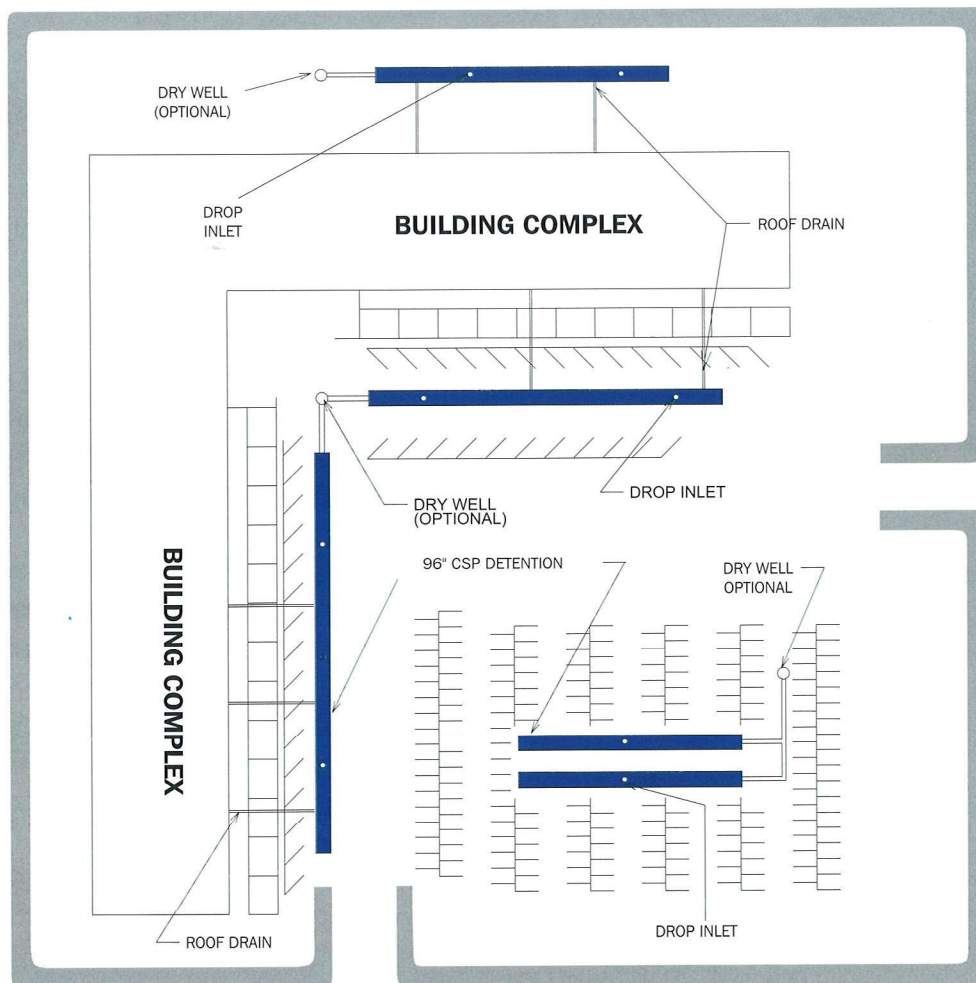 DRY WELL
(OPTIONAL)
DROP
INLET
BUILDING COMPLEX
ROOF DRAIN
DROP INLET
DRY WELL
(OPTIONAL)
96" CSP DETENTION
DRY WELL
OPTIONAL
BUILDING COMPLEX
ROOF DRAIN
DROP INLET